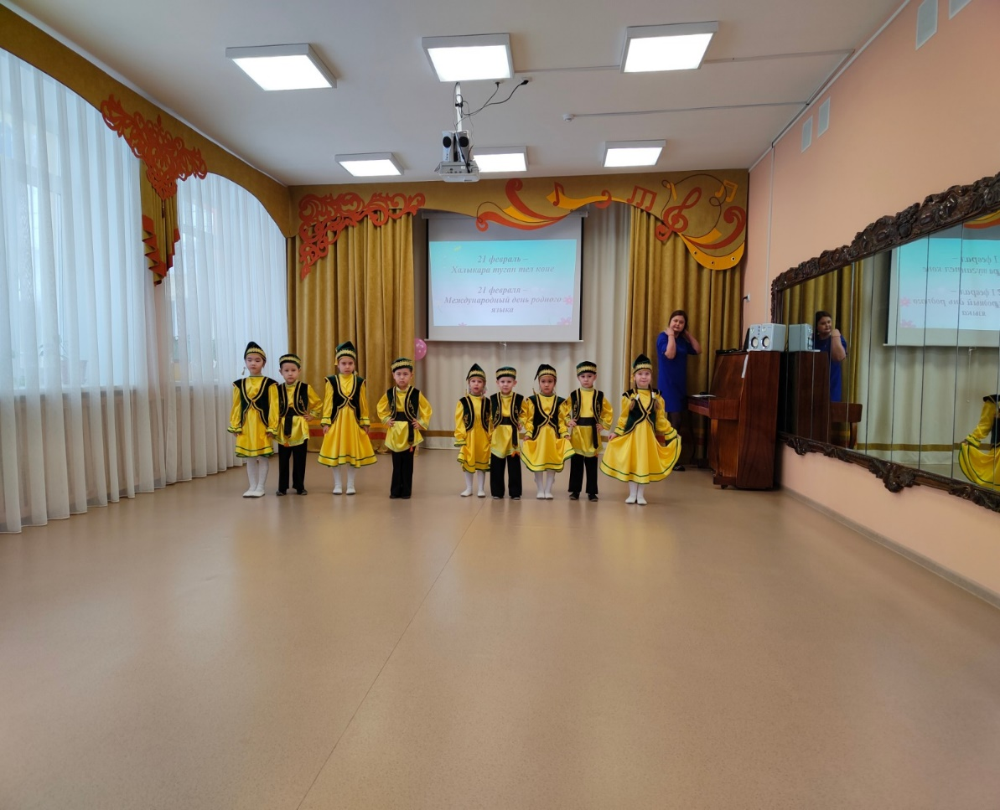 21 февраль –
Халыкара туган тел көне
21 февраля –
Международный день родного
языка